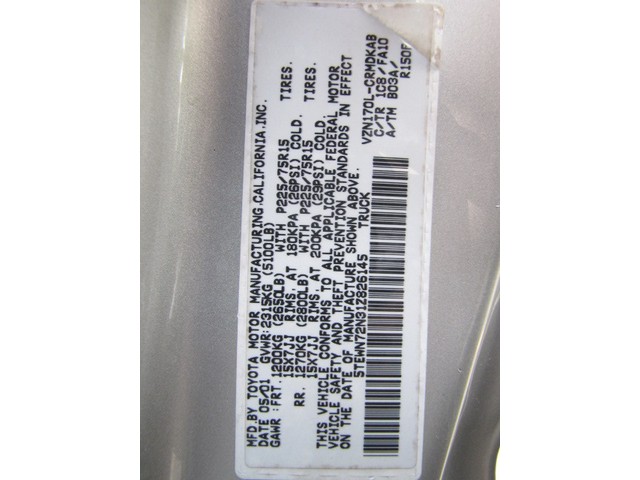 MFD.BY TOYOTA MOTOR MANUFACTURING.CALIFORNIA.INC.
DATE 05/01 GVWR:2315KG (5100LB)
GAWR :FRT.1200KG (2650LB) WITH P225/75R15 TIRES.
15X7JJ RIMS. AT 180KPA (26PSI) COLD.
RR. 1270KG (2800LB) WITH P225/75R15 TIRES.
15X7JJ RIMS. AT 200KPA (29PSI) COLD.
THIS VEHICLE CONFORMS TO ALL APPLICABLE FEDERAL MOTOR
VEHICLE SAFETY AND THEFT PREVENTION STANDARDS IN EFFECT
ON THE DATE OF MANUFACTURE SHOWN ABOVE.
5TEWN72N31Z826145 TRUCK
VZN170L-CRMDKAB
C/TR 1C8/FA10
A/TM B03A/
R150F